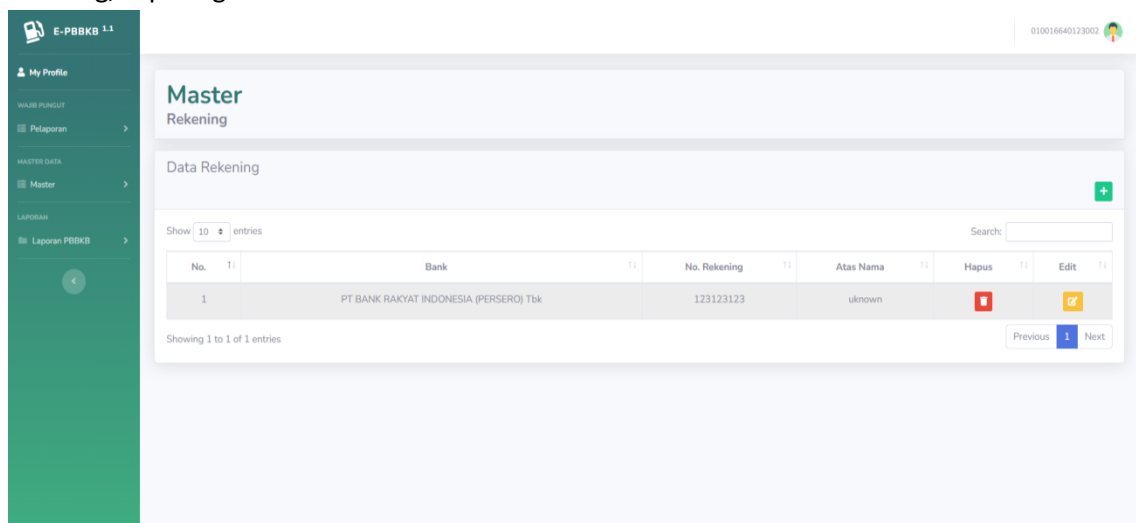 E-PBBKB 1.1
010016640123002
My Profile
WAJIB PUNGUT
Pelaporan
MASTER DATA
Master
LAPORAN
Laporan PBBKB
Master
Rekening
Data Rekening
Show 10 entries
Search:
No. Bank No. Rekening Atas Nama Hapus Edit
1 PT BANK RAKYAT INDONESIA (PERSERO) Tbk 123123123 uknown
Showing 1 to 1 of 1 entries
Previous 1 Next